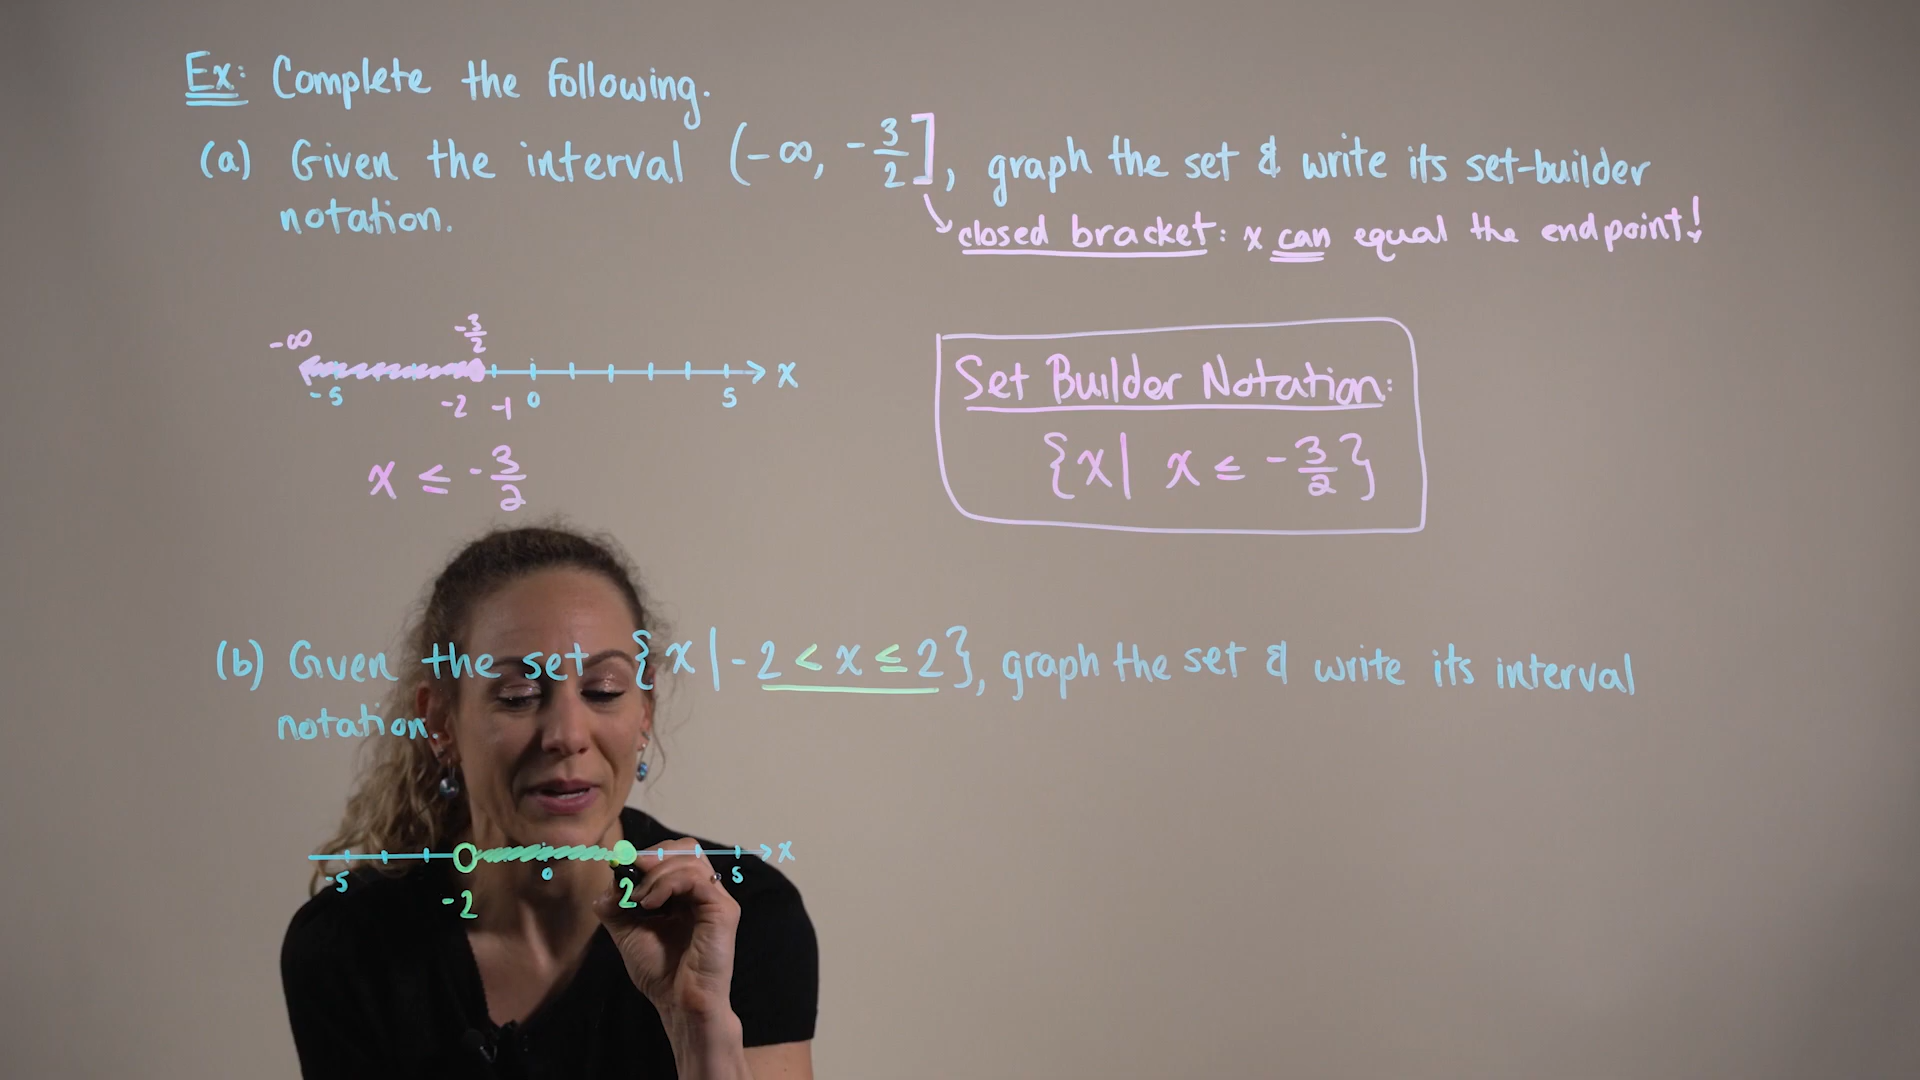 Ex: Complete the following.
(a) Given the interval (-∞, -3/2], graph the set & write its set-builder
notation.
closed bracket: x can equal the endpoint!
-∞ -3/2
-5 -2 -1 0 5 x
x ≤ -3/2
Set Builder Notation:
{x| x ≤ -3/2}
(b) Given the set {x|-2 < x ≤ 2}, graph the set & write its interval
notation.
-5 -2 0 2 5 x